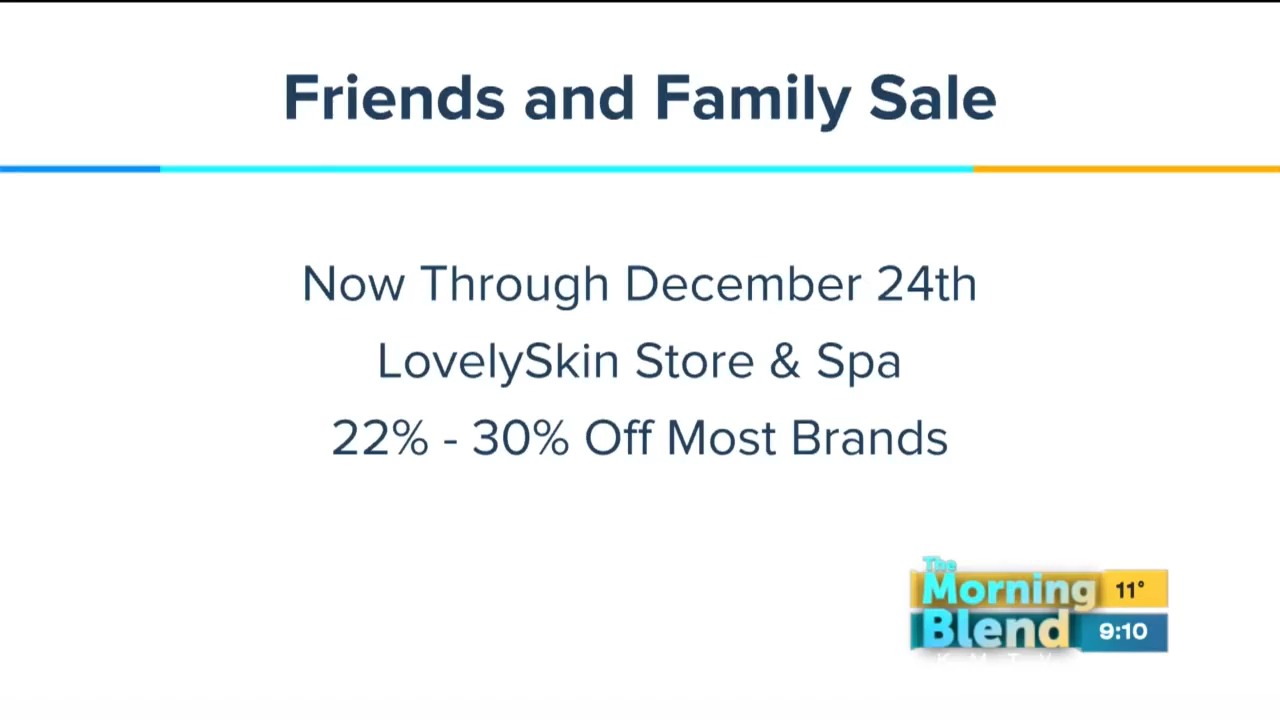 Friends and Family Sale
Now Through December 24th
LovelySkin Store & Spa
22% - 30% Off Most Brands
The
Morning
11°
Blend
9:10
K M T V